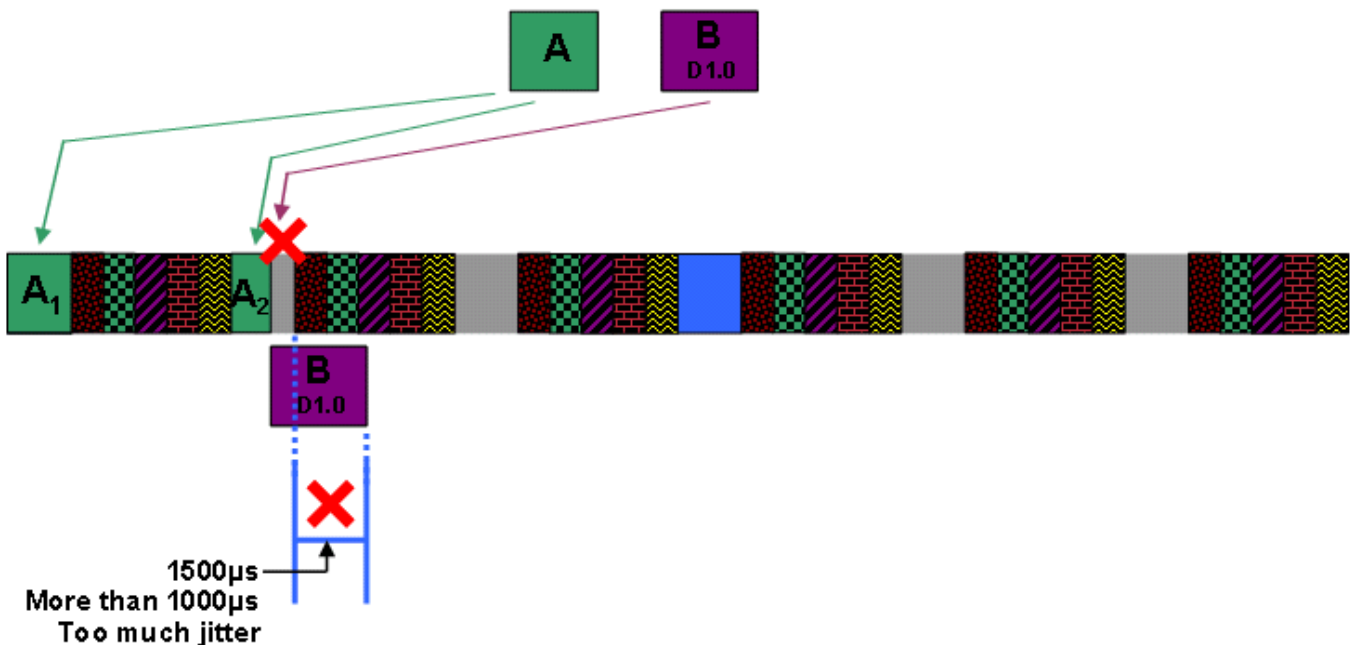 A
B
D1.0
A1
A2
B
D1.0
1500µs
More than 1000µs
Too much jitter